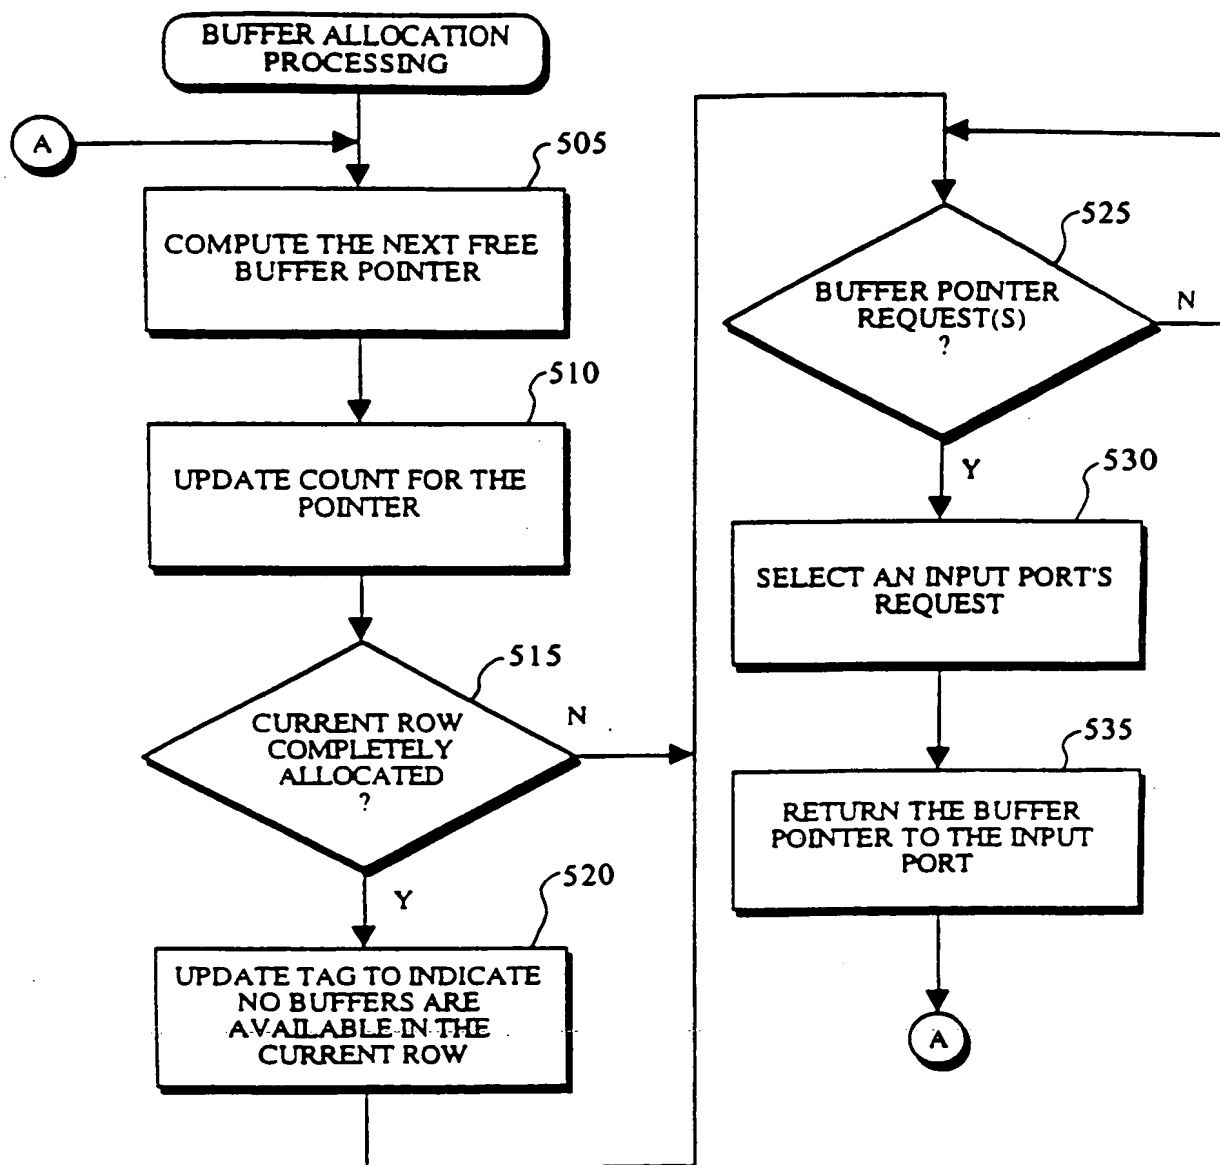 BUFFER ALLOCATION
PROCESSING
A
505
COMPUTE THE NEXT FREE
BUFFER POINTER
510
UPDATE COUNT FOR THE
POINTER
515
CURRENT ROW
COMPLETELY
ALLOCATED
?
N
Y
520
UPDATE TAG TO INDICATE
NO BUFFERS ARE
AVAILABLE IN THE
CURRENT ROW
525
BUFFER POINTER
REQUEST(S)
?
N
Y
530
SELECT AN INPUT PORT'S
REQUEST
535
RETURN THE BUFFER
POINTER TO THE INPUT
PORT
A